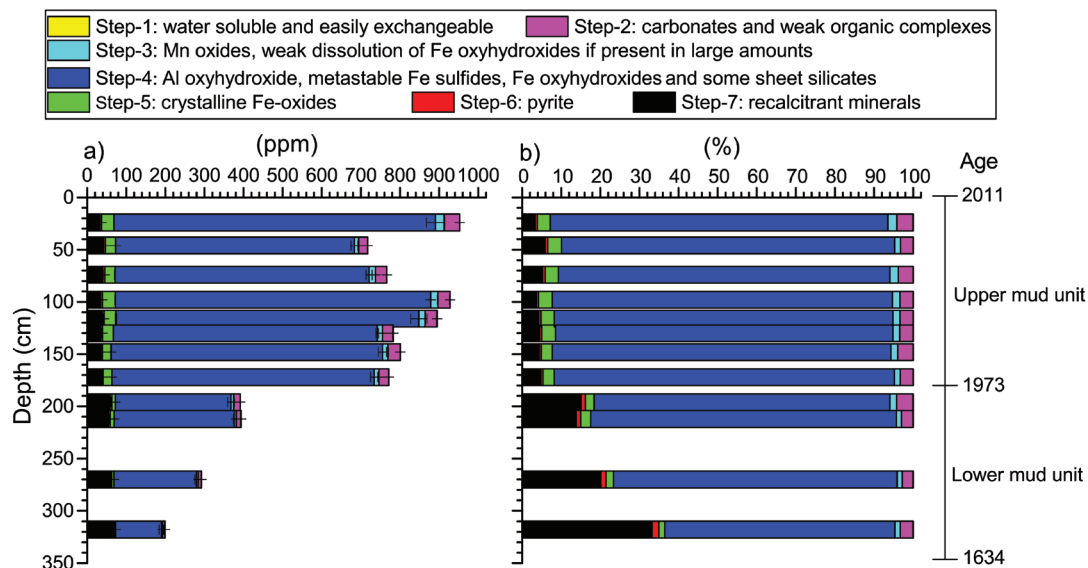 Step-1: water soluble and easily exchangeable Step-2: carbonates and weak organic complexes
Step-3: Mn oxides, weak dissolution of Fe oxyhydroxides if present in large amounts
Step-4: Al oxyhydroxide, metastable Fe sulfides, Fe oxyhydroxides and some sheet silicates
Step-5: crystalline Fe-oxides Step-6: pyrite Step-7: recalcitrant minerals
a) (ppm) b) (%) Age
0 100 200 300 400 500 600 700 800 900 1000 0 10 20 30 40 50 60 70 80 90 100
0 2011
50
100 Upper mud unit
150
1973
200
250 Lower mud unit
300
350 1634
Depth (cm)